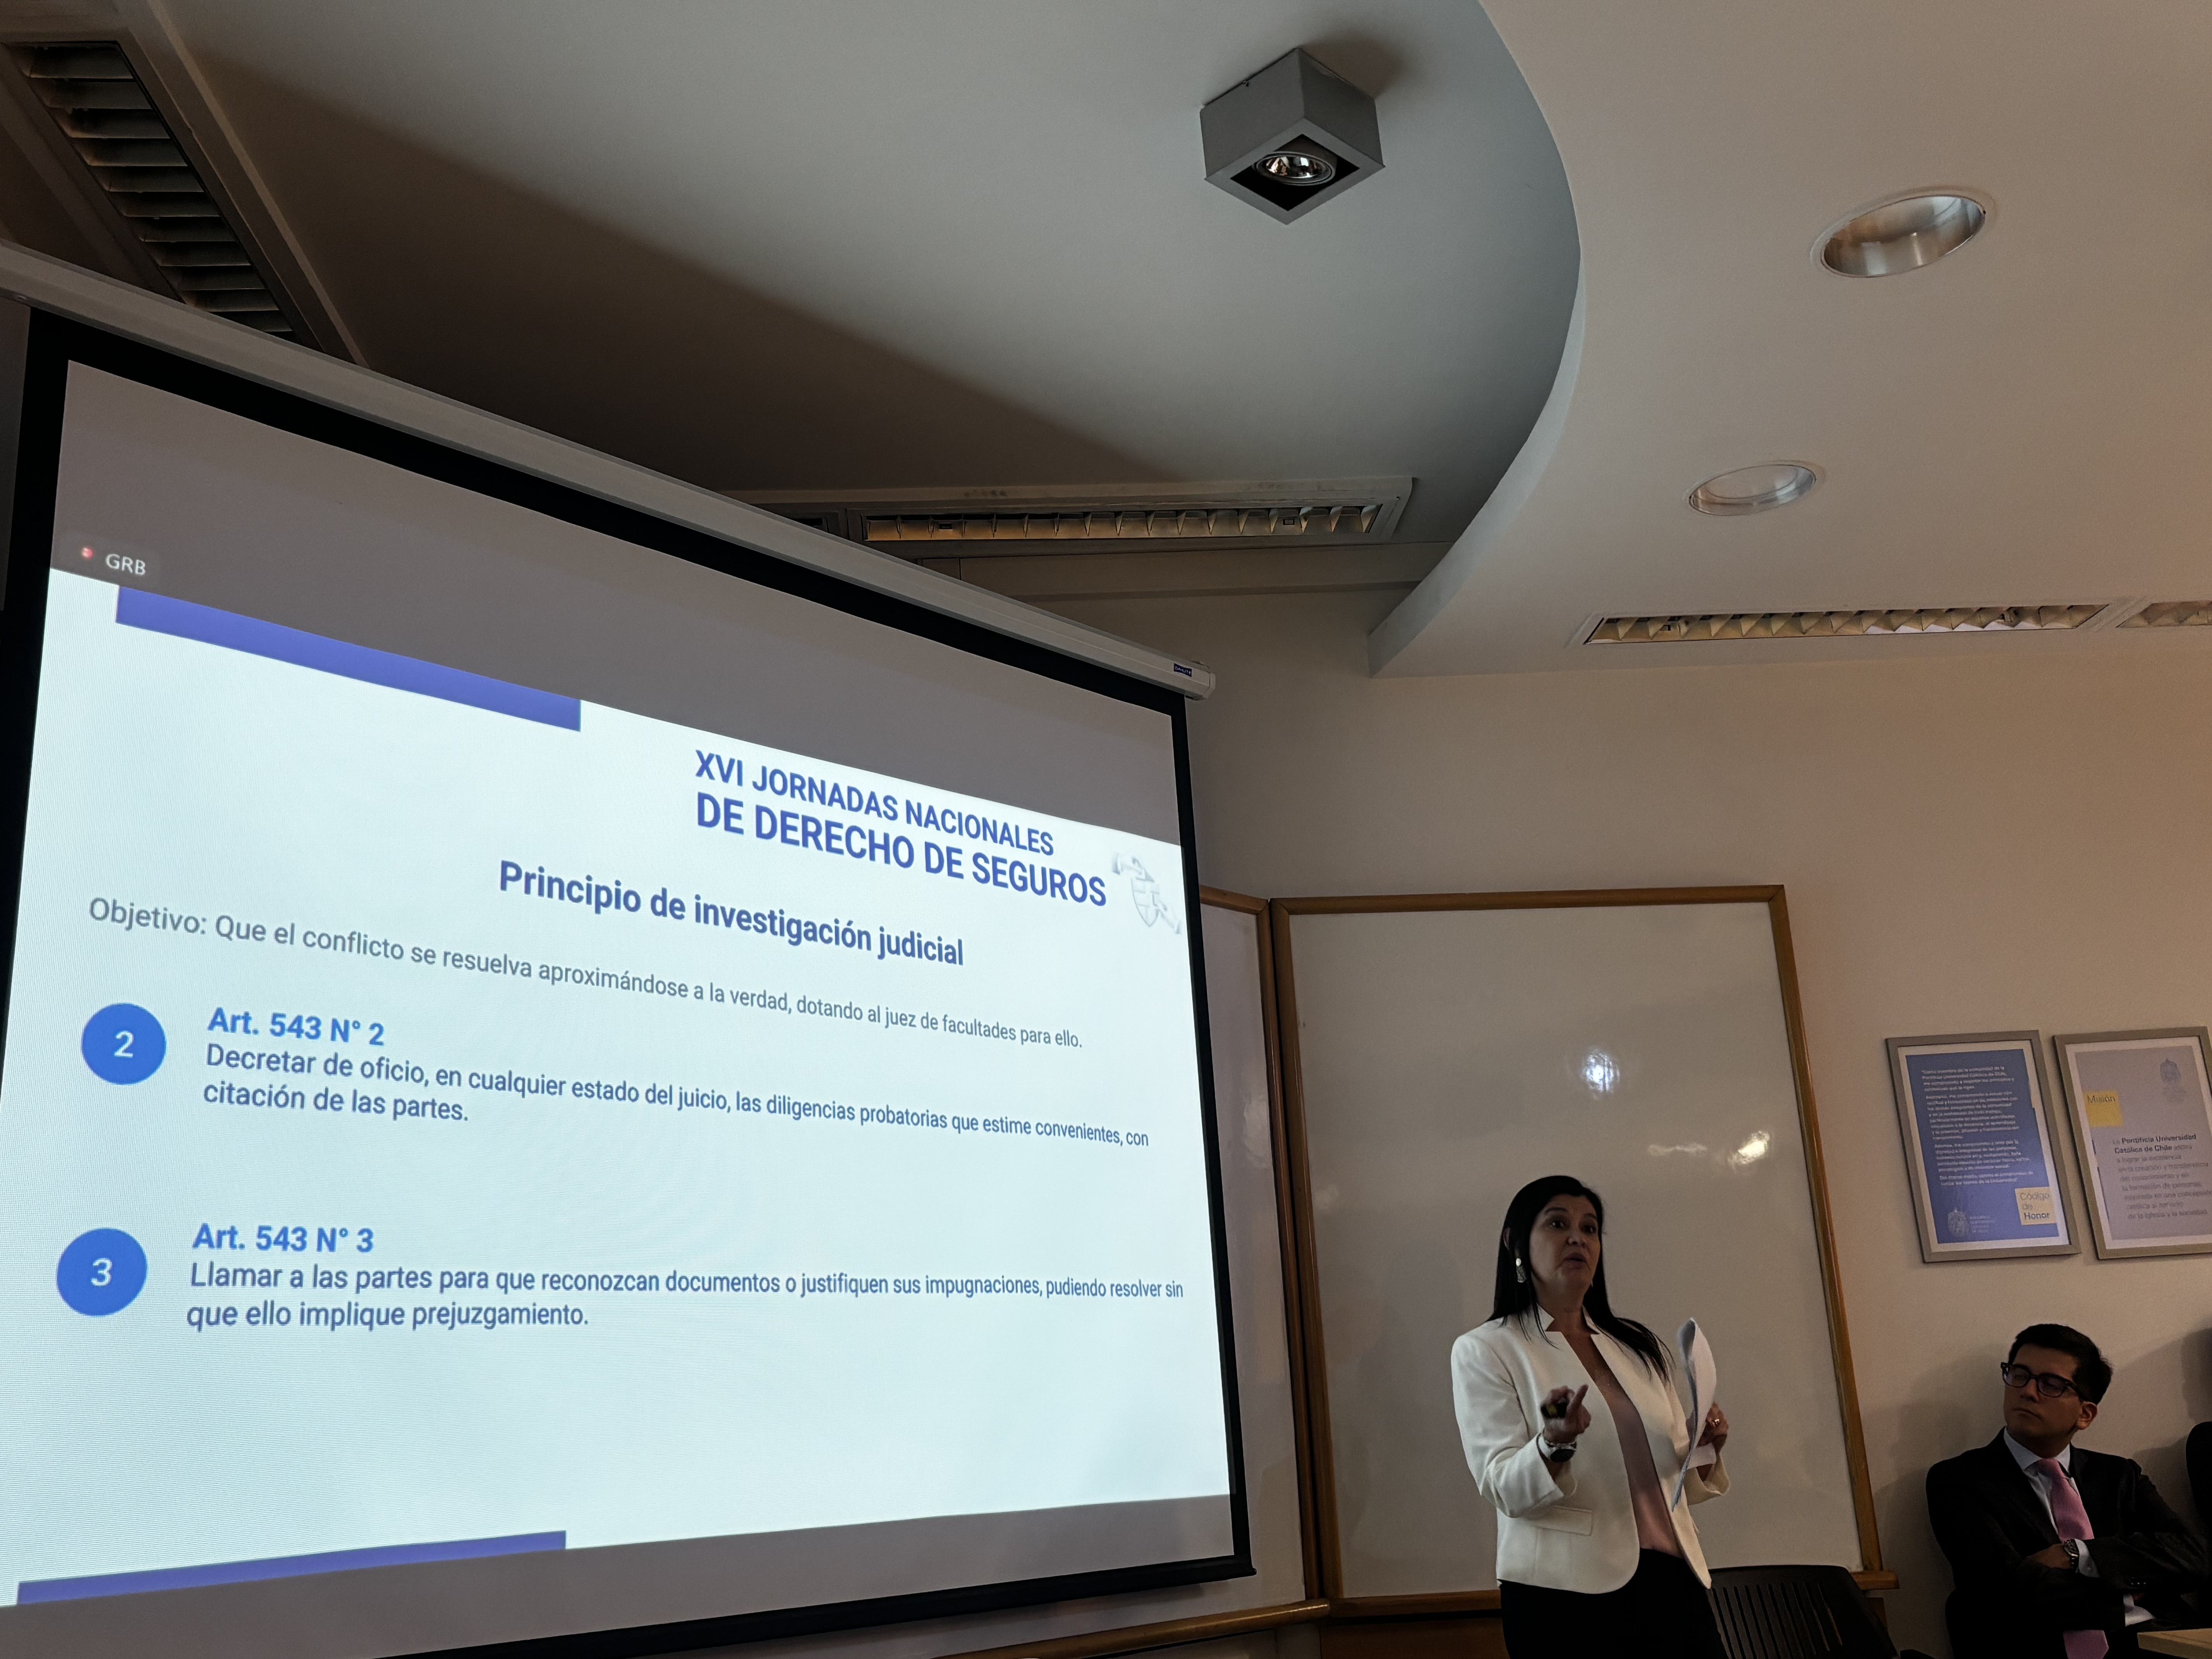 GRB
XVI JORNADAS NACIONALES
DE DERECHO DE SEGUROS
Principio de investigación judicial
Objetivo: Que el conflicto se resuelva aproximándose a la verdad, dotando al juez de facultades para ello.
2
Art. 543 N° 2
Decretar de oficio, en cualquier estado del juicio, las diligencias probatorias que estime convenientes, con
citación de las partes.
3
Art. 543 N° 3
Llamar a las partes para que reconozcan documentos o justifiquen sus impugnaciones, pudiendo resolver sin
que ello implique prejuzgamiento.
Código
de
Honor
Misión
La Pontificia Universidad
Católica de Chile